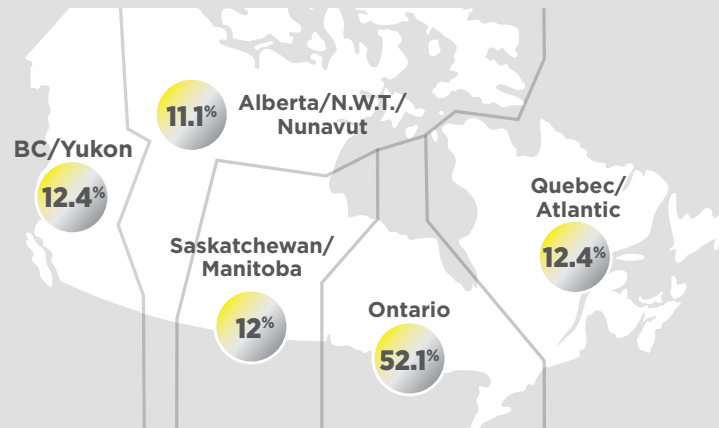 BC/Yukon
12.4%
11.1%
Alberta/N.W.T./
Nunavut
Saskatchewan/
Manitoba
12%
Ontario
52.1%
Quebec/
Atlantic
12.4%